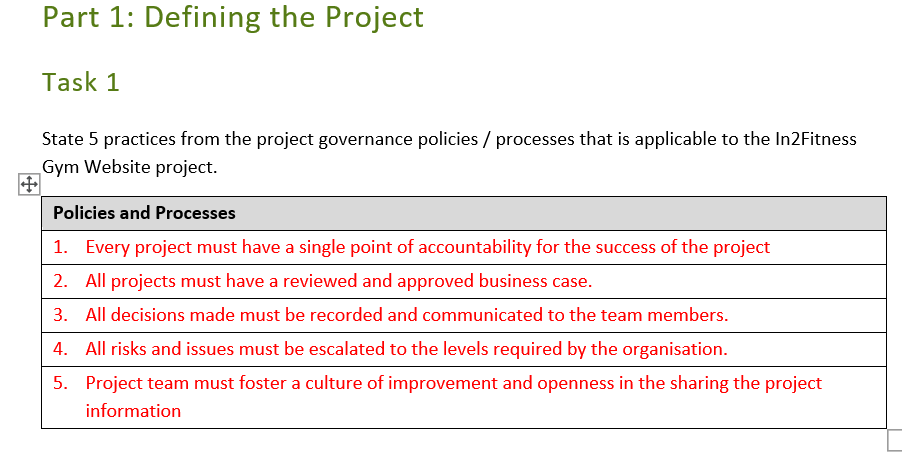 Part 1: Defining the Project
Task 1
State 5 practices from the project governance policies / processes that is applicable to the In2Fitness
Gym Website project.
Policies and Processes
1. Every project must have a single point of accountability for the success of the project
2. All projects must have a reviewed and approved business case.
3. All decisions made must be recorded and communicated to the team members.
4. All risks and issues must be escalated to the levels required by the organisation.
5. Project team must foster a culture of improvement and openness in the sharing the project
information